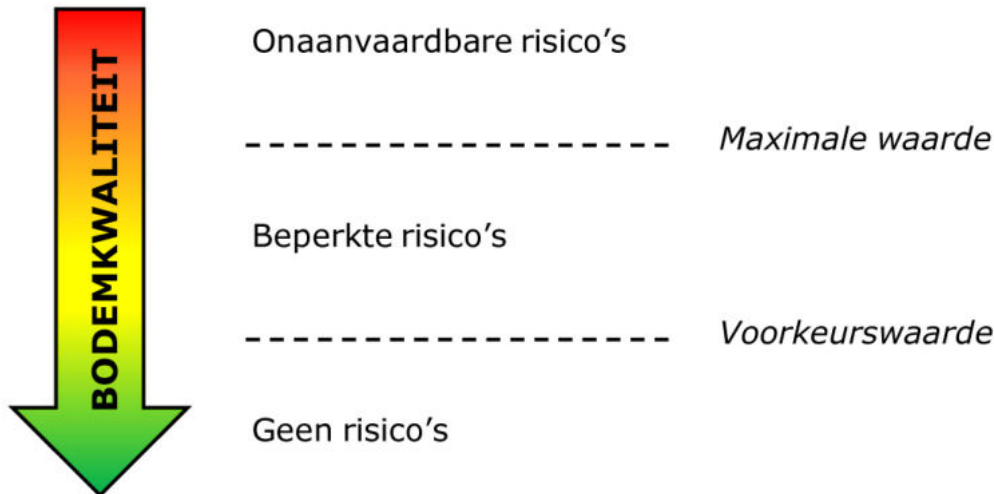 BODEMKWALITEIT
Onaanvaardbare risico's
Maximale waarde
Beperkte risico's
Voorkeurswaarde
Geen risico's